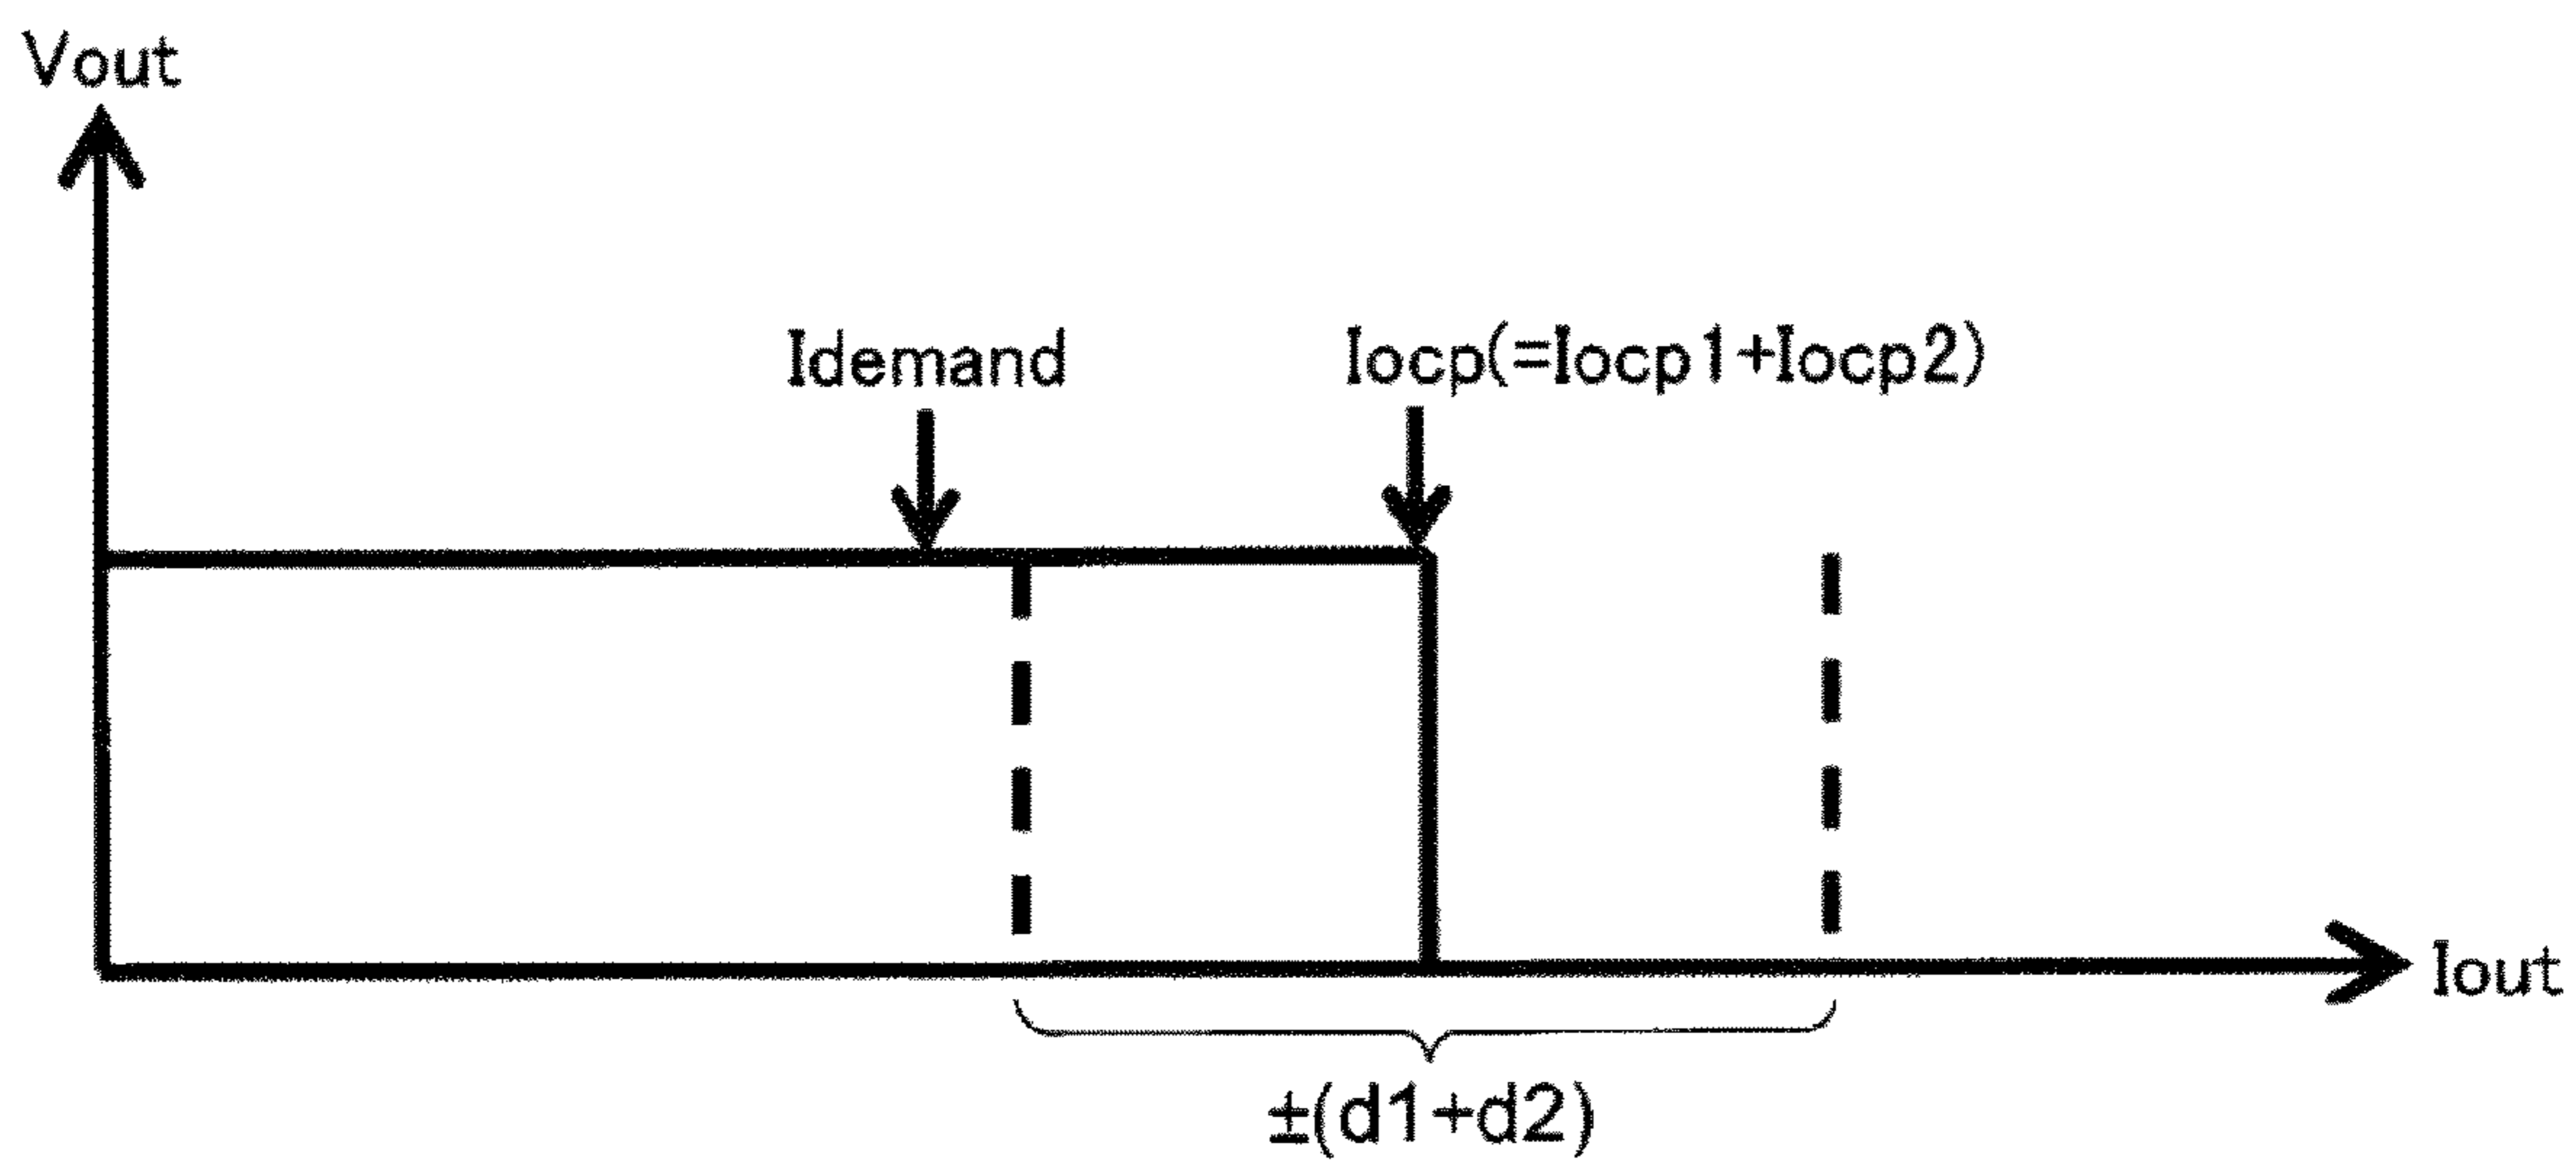 Vout
Idemand
Iocp(=Iocp1+Iocp2)
Iout
±(d1+d2)